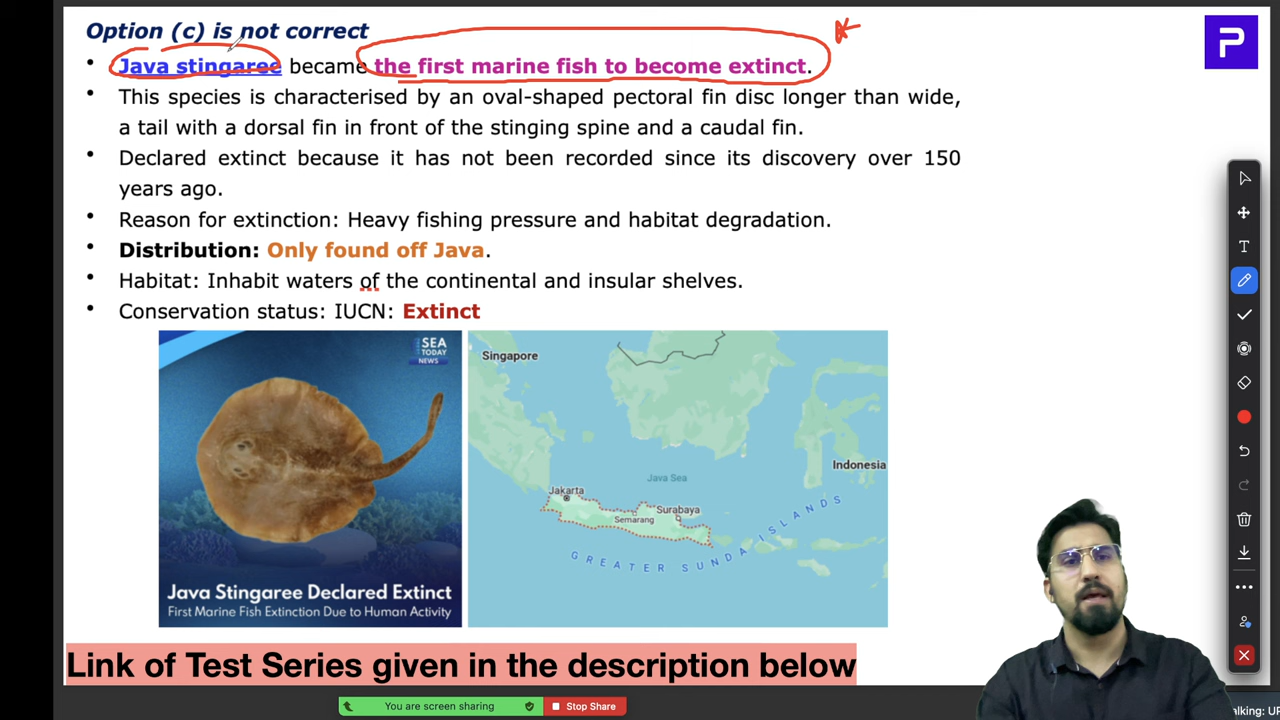 Option (c) is not correct
• Java stingaree became the first marine fish to become extinct.
• This species is characterised by an oval-shaped pectoral fin disc longer than wide,
a tail with a dorsal fin in front of the stinging spine and a caudal fin.
• Declared extinct because it has not been recorded since its discovery over 150
years ago.
• Reason for extinction: Heavy fishing pressure and habitat degradation.
• Distribution: Only found off Java.
• Habitat: Inhabit waters of the continental and insular shelves.
• Conservation status: IUCN: Extinct
SEA
TODAY
NEWS
Java Stingaree Declared Extinct
First Marine Fish Extinction Due to Human Activity
Singapore
Indonesia
Java Sea
Jakarta
Surabaya
Semarang
GREATER SUNDA ISLANDS
Link of Test Series given in the description below
You are screen sharing
Stop Share
alking: UP
P
T